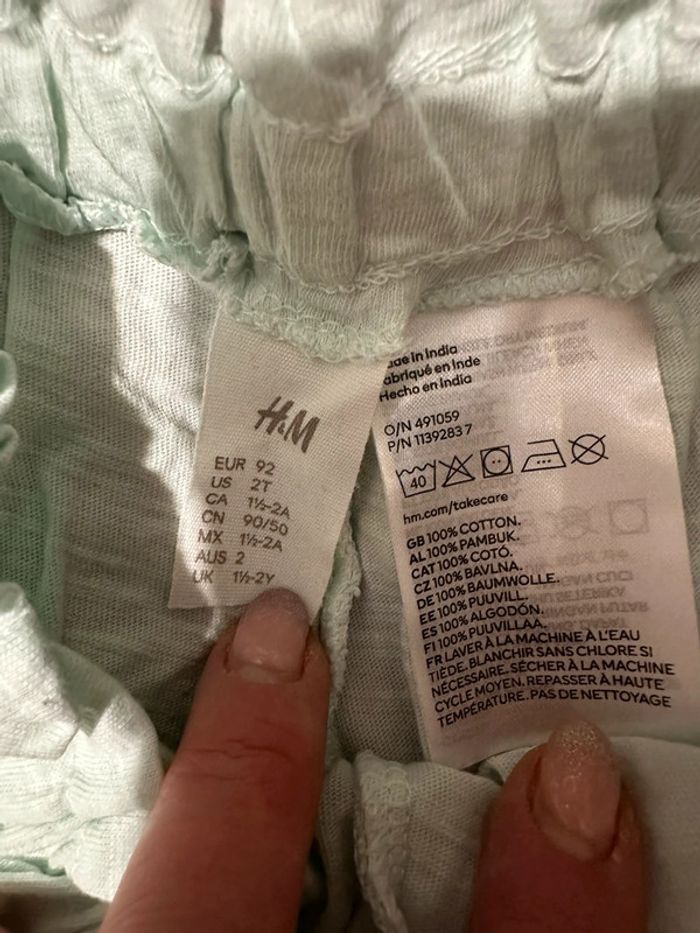 H&M
EUR 92
US 2T
CA 1½-2A
CN 90/50
MX 1½-2A
AUS 2
UK 1½-2Y
ade in India
abriqué en Inde
Hecho en India
O/N 491059
P/N 1139283 7
40
hm.com/takecare
GB 100% COTTON.
AL 100% PAMBUK.
CAT 100% COTÓ.
CZ 100% BAVLNA.
DE 100% BAUMWOLLE.
EE 100% PUUVILL.
ES 100% ALGODÓN.
FI 100% PUUVILLAA.
FR LAVER À LA MACHINE À L'EAU
TIÈDE. BLANCHIR SANS CHLORE SI
NÉCESSAIRE. SÉCHER À LA MACHINE
CYCLE MOYEN. REPASSER À HAUTE
TEMPÉRATURE. PAS DE NETTOYAGE